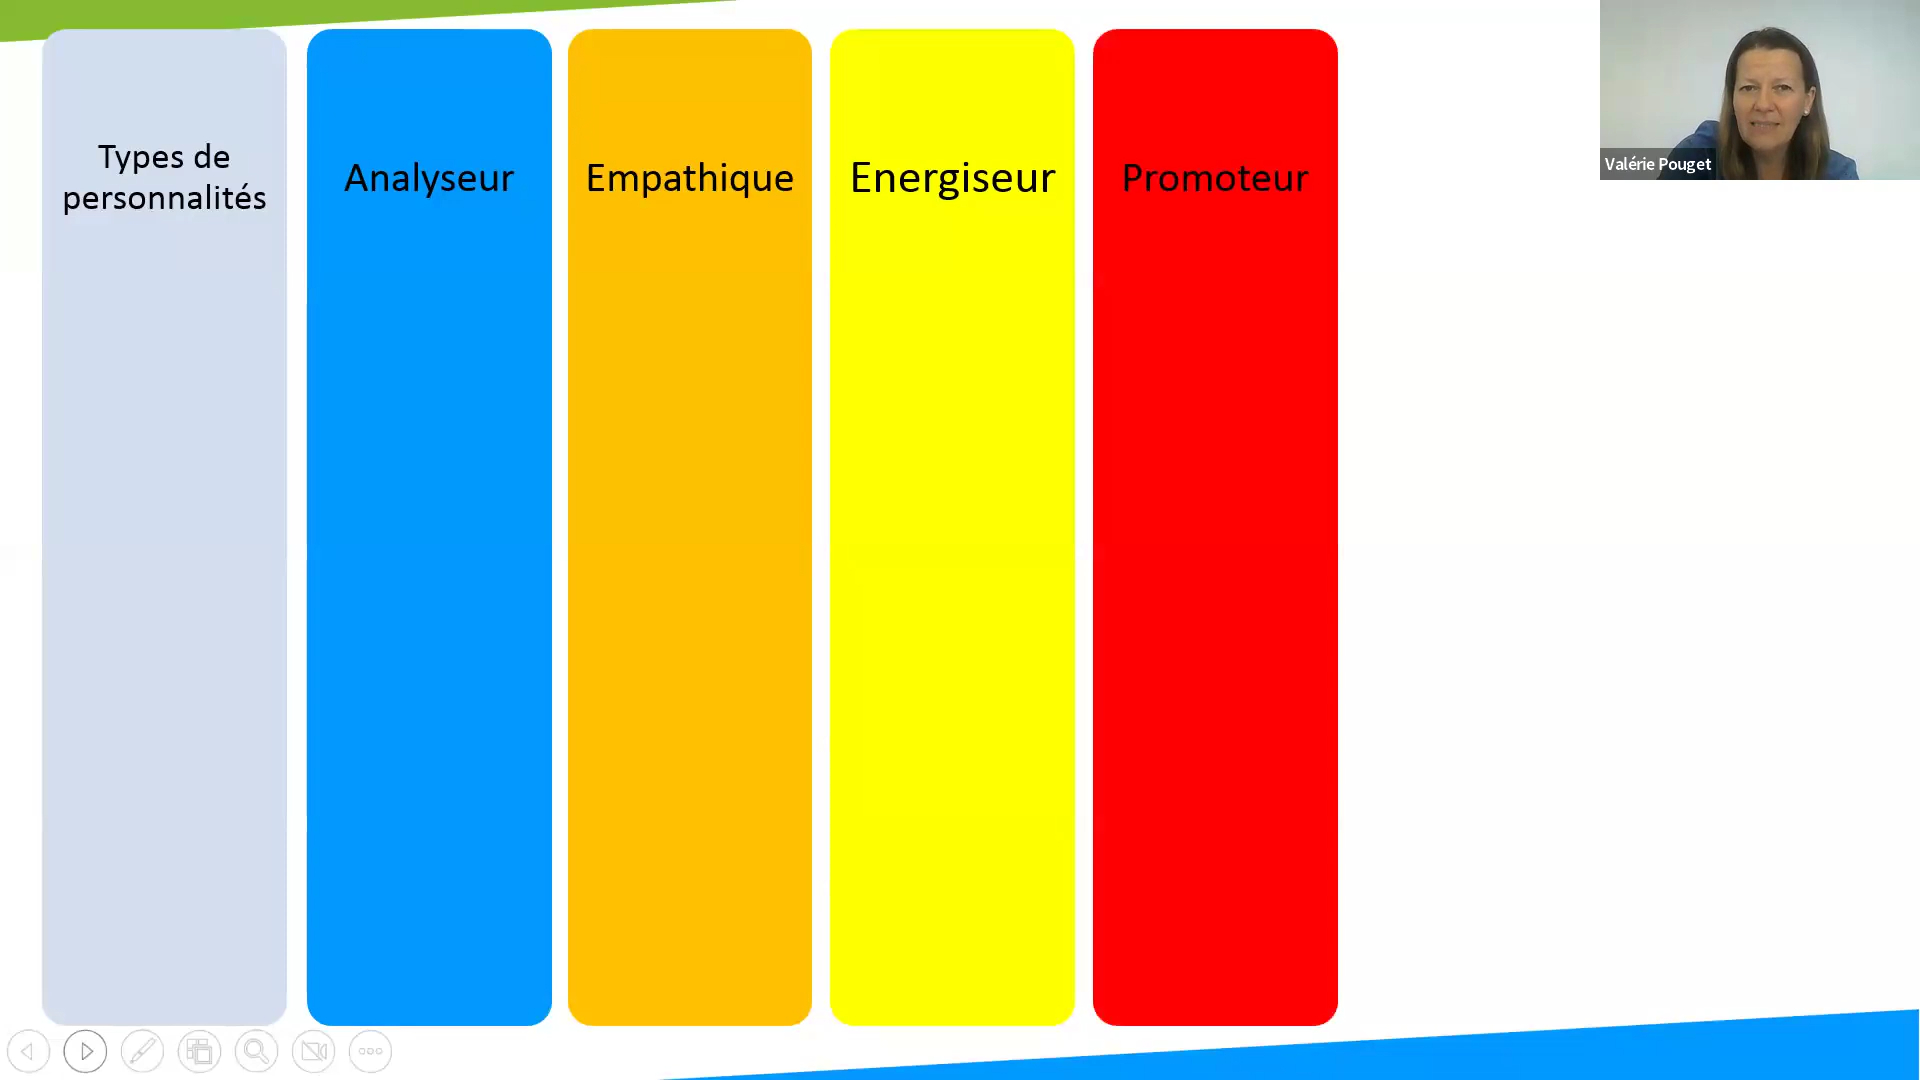 Types de
personnalités
Analyseur
Empathique
Energiseur
Promoteur
Valérie Pouget